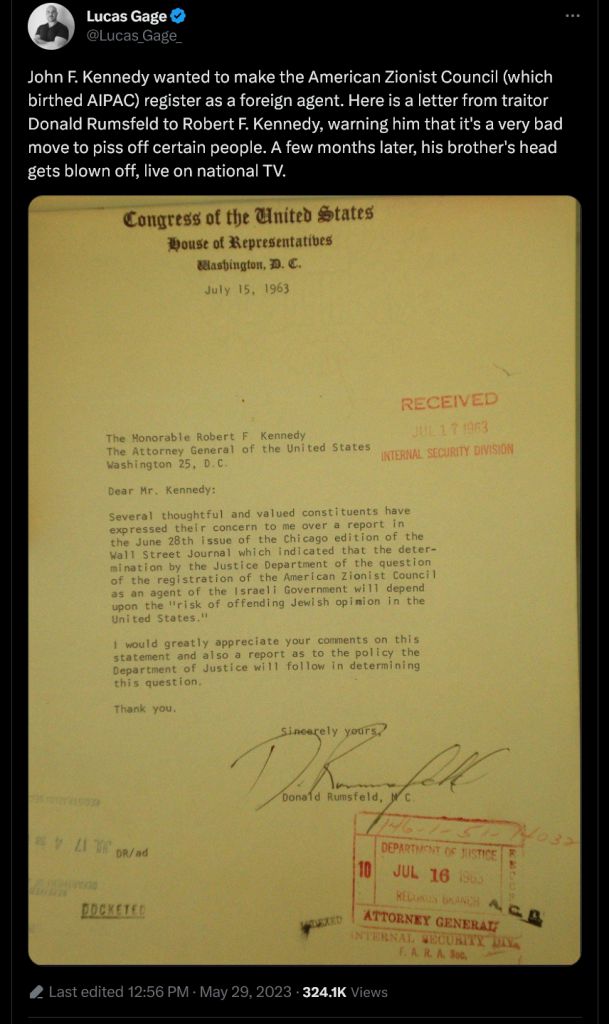 Lucas Gage
@Lucas_Gage_
John F. Kennedy wanted to make the American Zionist Council (which
birthed AIPAC) register as a foreign agent. Here is a letter from traitor
Donald Rumsfeld to Robert F. Kennedy, warning him that it's a very bad
move to piss off certain people. A few months later, his brother's head
gets blown off, live on national TV.
Congress of the United States
House of Representatives
Washington, D. C.
July 15, 1963
RECEIVED
JUL 17 1963
INTERNAL SECURITY DIVISION
The Honorable Robert F Kennedy
The Attorney General of the United States
Washington 25, D.C.
Dear Mr. Kennedy:
Several thoughtful and valued constituents have
expressed their concern to me over a report in
the June 28th issue of the Chicago edition of the
Wall Street Journal which indicated that the deter-
mination by the Justice Department of the question
of the registration of the American Zionist Council
as an agent of the Israeli Government will depend
upon the "risk of offending Jewish opinion in the
United States."
I would greatly appreciate your comments on this
statement and also a report as to the policy the
Department of Justice will follow in determining
this question.
Thank you.
Sincerely yours,
Donald Rumsfeld, M C.
DR/ad
DOCKETED
INDEXED
DEPARTMENT OF JUSTICE
10
JUL 16 1963
RECORDS BRANCH
ATTORNEY GENERAL
INTERNAL SECURITY DIV.
F. A. R. A. Sec.
Last edited 12:56 PM · May 29, 2023 · 324.1K Views